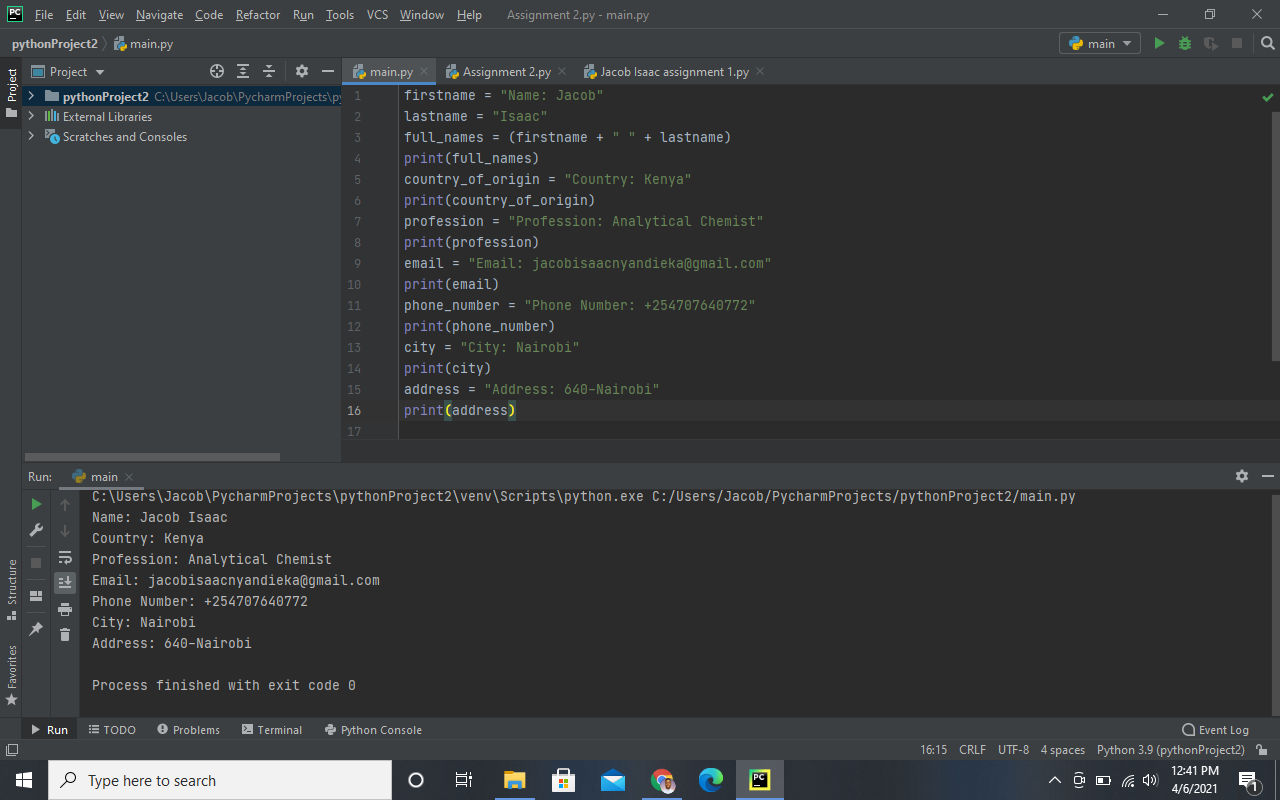 PC File Edit View Navigate Code Refactor Run Tools VCS Window Help Assignment 2.py - main.py
pythonProject2 main.py main
Project
Project main.py Assignment 2.py Jacob Isaac assignment 1.py
pythonProject2 C:\Users\Jacob\PycharmProjects\py
External Libraries
Scratches and Consoles
1 firstname = "Name: Jacob"
2 lastname = "Isaac"
3 full_names = (firstname + " " + lastname)
4 print(full_names)
5 country_of_origin = "Country: Kenya"
6 print(country_of_origin)
7 profession = "Profession: Analytical Chemist"
8 print(profession)
9 email = "Email: jacobisaacnyandieka@gmail.com"
10 print(email)
11 phone_number = "Phone Number: +254707640772"
12 print(phone_number)
13 city = "City: Nairobi"
14 print(city)
15 address = "Address: 640-Nairobi"
16 print(address)
17
Run: main
C:\Users\Jacob\PycharmProjects\pythonProject2\venv\Scripts\python.exe C:/Users/Jacob/PycharmProjects/pythonProject2/main.py
Name: Jacob Isaac
Country: Kenya
Profession: Analytical Chemist
Email: jacobisaacnyandieka@gmail.com
Phone Number: +254707640772
City: Nairobi
Address: 640-Nairobi
Process finished with exit code 0
Structure
Favorites
Run TODO Problems Terminal Python Console Event Log
16:15 CRLF UTF-8 4 spaces Python 3.9 (pythonProject2)
Type here to search
PC
12:41 PM
4/6/2021
1